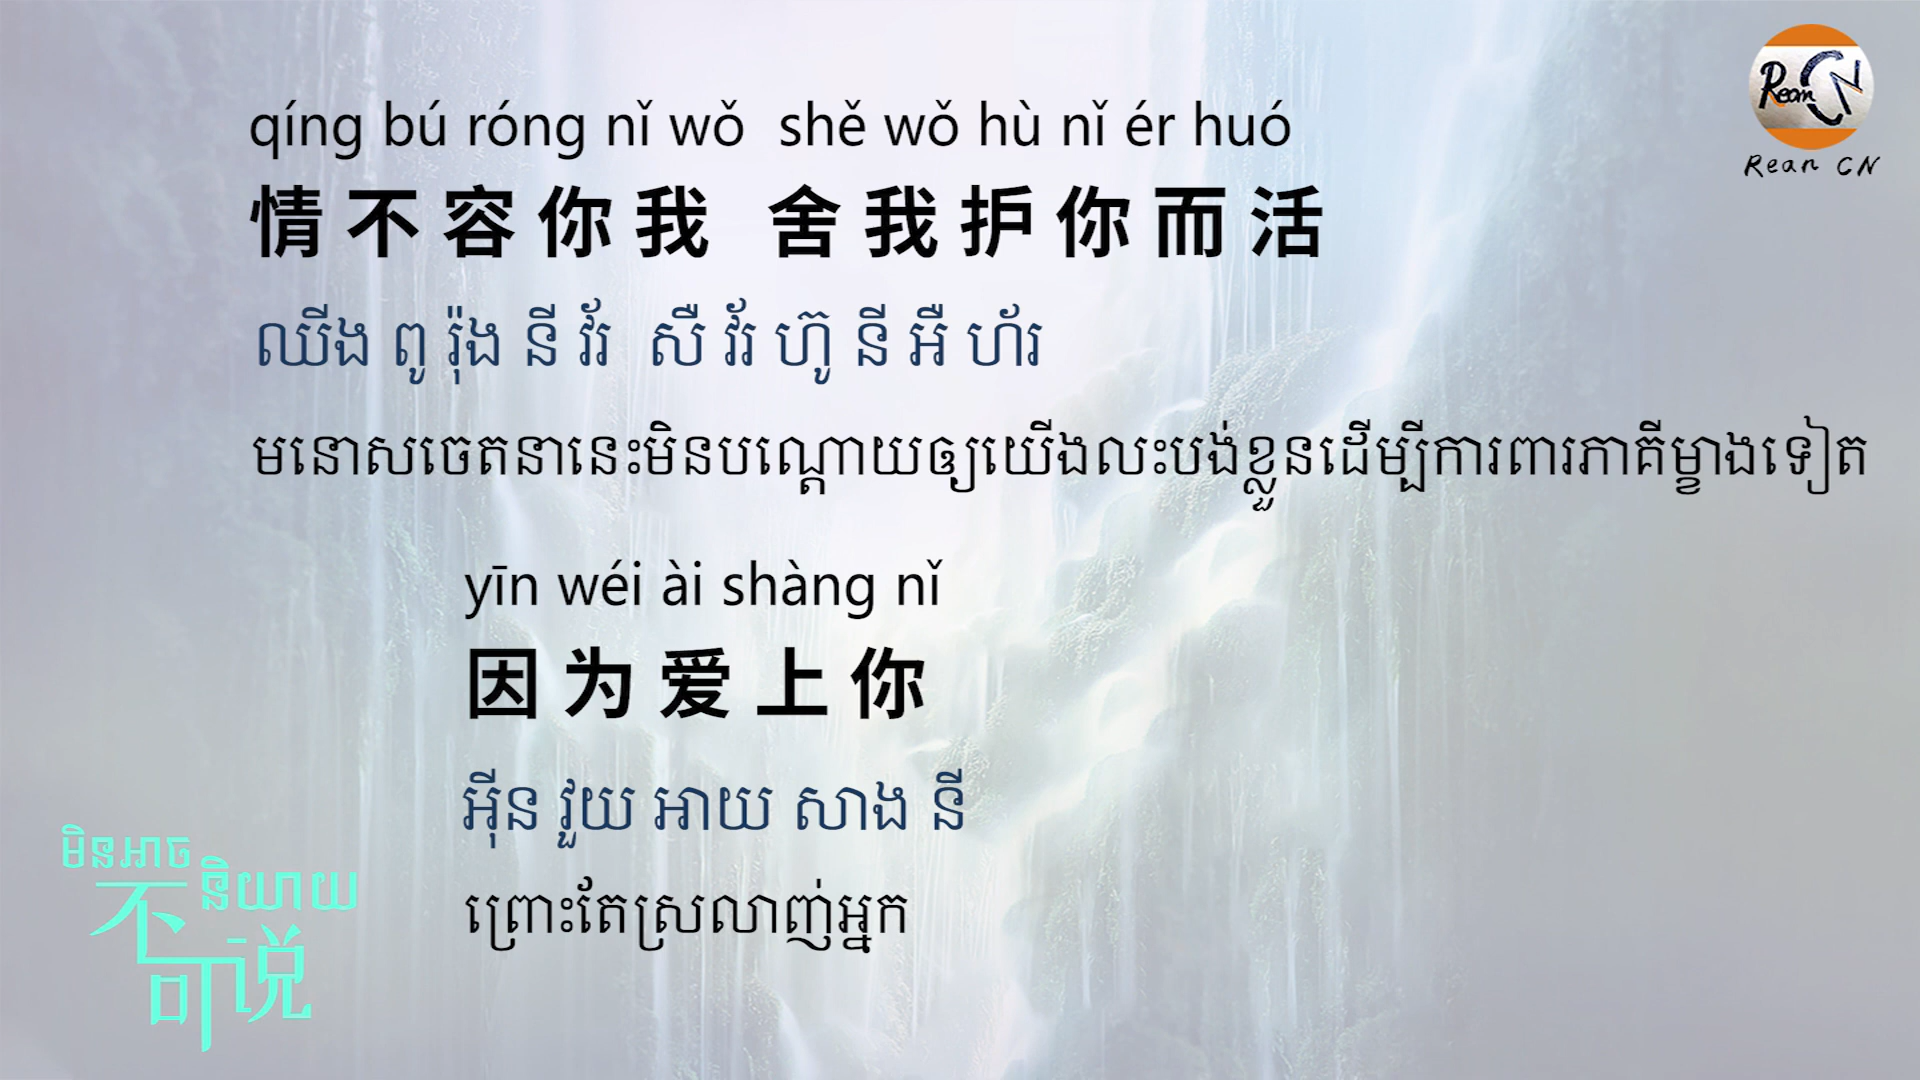 Rean CN
Rean CN
qíng bú róng nǐ wǒ  shě wǒ hù nǐ ér huó
情不容你我 舍我护你而活
ឈីង ពូ រ៉ុង នី វ័រ  សឺ វ័រ ហ៊ូ នី អឺ ហ័រ
មនោសចេតនានេះមិនបណ្ដោយឲ្យយើងលះបង់ខ្លួនដើម្បីការពារភាគីម្ខាងទៀត
yīn wéi ài shàng nǐ
因为爱上你
អ៊ីន វួយ អាយ សាង នី
ព្រោះតែស្រលាញ់អ្នក
មិនអាច
និយាយ
不可说